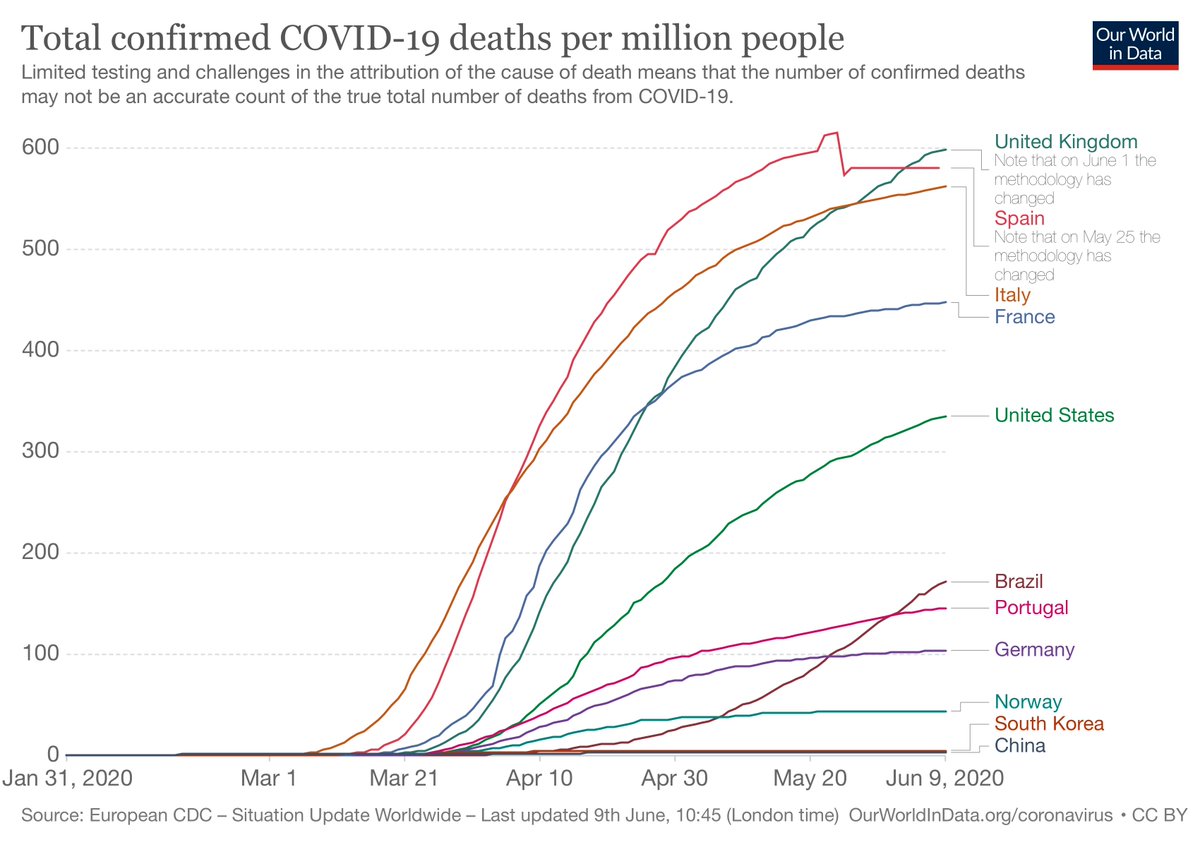 Total confirmed COVID-19 deaths per million people
Our World
in Data
Limited testing and challenges in the attribution of the cause of death means that the number of confirmed deaths
may not be an accurate count of the true total number of deaths from COVID-19.
600
500
400
300
200
100
0
United Kingdom
Note that on June 1 the
methodology has
changed
Spain
Note that on May 25 the
methodology has
changed
Italy
France
United States
Brazil
Portugal
Germany
Norway
South Korea
China
Jan 31, 2020 Mar 1 Mar 21 Apr 10 Apr 30 May 20 Jun 9, 2020
Source: European CDC – Situation Update Worldwide – Last updated 9th June, 10:45 (London time) OurWorldInData.org/coronavirus • CC BY